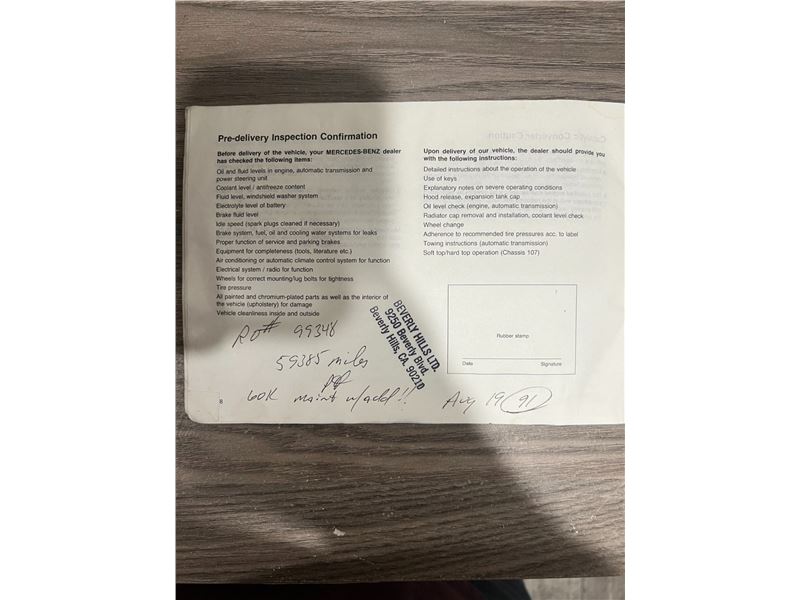 Pre-delivery Inspection Confirmation
Before delivery of the vehicle, your MERCEDES-BENZ dealer
has checked the following items:
Oil and fluid levels in engine, automatic transmission and
power steering unit
Coolant level / antifreeze content
Fluid level, windshield washer system
Electrolyte level of battery
Brake fluid level
Idle speed (spark plugs cleaned if necessary)
Brake system, fuel, oil and cooling water systems for leaks
Proper function of service and parking brakes
Equipment for completeness (tools, literature etc.)
Air conditioning or automatic climate control system for function
Electrical system / radio for function
Wheels for correct mounting/lug bolts for tightness
Tire pressure
All painted and chromium-plated parts as well as the interior of
the vehicle (upholstery) for damage
Vehicle cleanliness inside and outside
RO# 99348
59385 miles
60K maint w/add!!
8
BEVERLY HILLS LTD.
9250 Beverly Blvd.
Beverly Hills, CA. 90210
Upon delivery of our vehicle, the dealer should provide you
with the following instructions:
Detailed instructions about the operation of the vehicle
Use of keys
Explanatory notes on severe operating conditions
Hood release, expansion tank cap
Oil level check (engine, automatic transmission)
Radiator cap removal and installation, coolant level check
Wheel change
Adherence to recommended tire pressures acc. to label
Towing instructions (automatic transmission)
Soft top/hard top operation (Chassis 107)
Rubber stamp
Date Signature
Aug 19 91